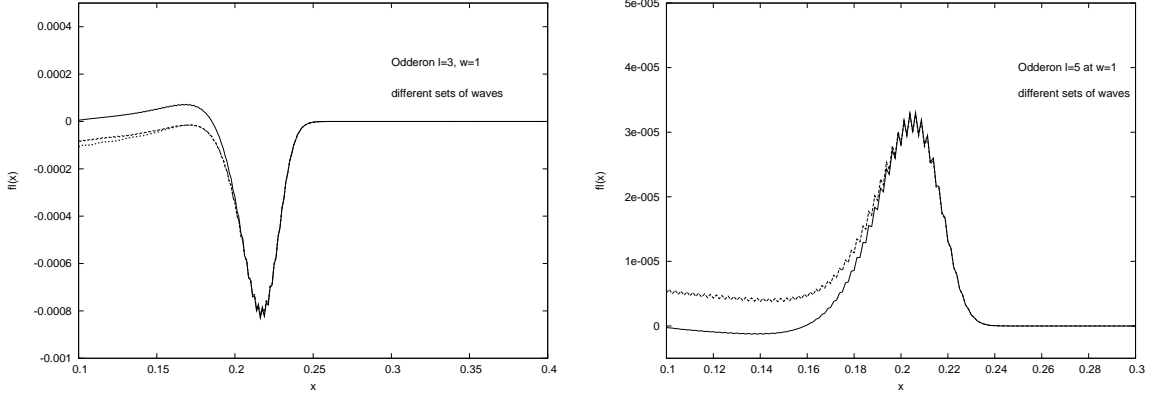 0.0004
0.0002
0
-0.0002
-0.0004
-0.0006
-0.0008
-0.001
fl(x)
Odderon l=3, w=1
different sets of waves
0.1 0.15 0.2 0.25 0.3 0.35 0.4
x
5e-005
4e-005
3e-005
2e-005
1e-005
0
fl(x)
Odderon l=5 at w=1
different sets of waves
0.1 0.12 0.14 0.16 0.18 0.2 0.22 0.24 0.26 0.28 0.3
x